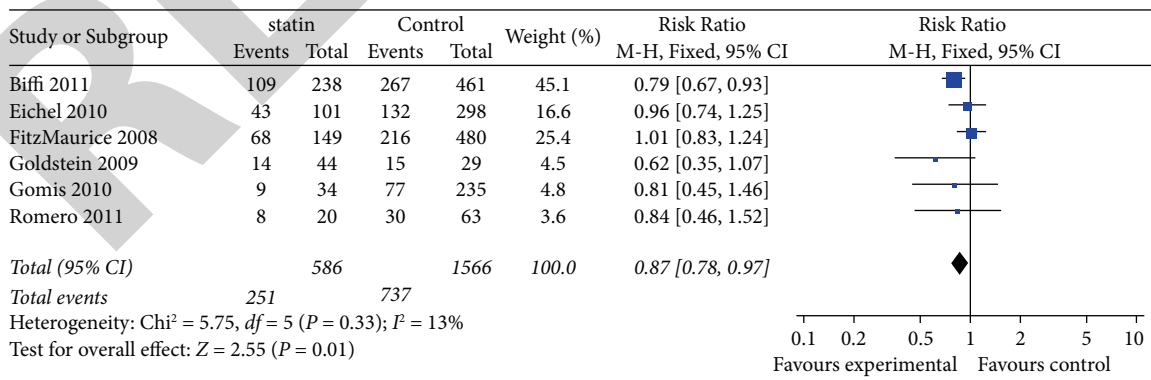 statin Control Risk Ratio Risk Ratio
Study or Subgroup Weight (%)
Events Total Events Total M-H, Fixed, 95% CI M-H, Fixed, 95% CI
Biffi 2011 109 238 267 461 45.1 0.79 [0.67, 0.93]
Eichel 2010 43 101 132 298 16.6 0.96 [0.74, 1.25]
FitzMaurice 2008 68 149 216 480 25.4 1.01 [0.83, 1.24]
Goldstein 2009 14 44 15 29 4.5 0.62 [0.35, 1.07]
Gomis 2010 9 34 77 235 4.8 0.81 [0.45, 1.46]
Romero 2011 8 20 30 63 3.6 0.84 [0.46, 1.52]
Total (95% CI) 586 1566 100.0 0.87 [0.78, 0.97]
Total events 251 737
Heterogeneity: Chi² = 5.75, df = 5 (P = 0.33); I² = 13%
Test for overall effect: Z = 2.55 (P = 0.01)
0.1 0.2 0.5 1 2 5 10
Favours experimental Favours control